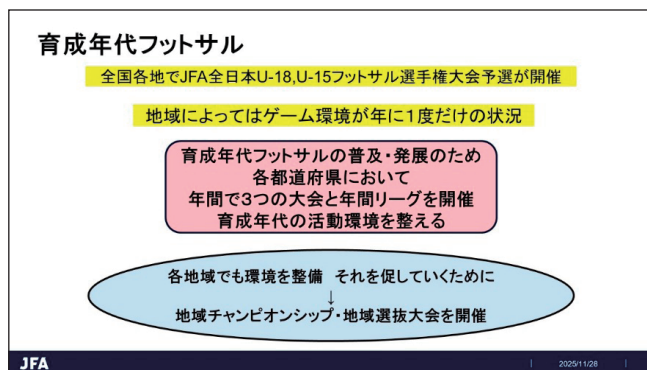 育成年代フットサル
全国各地でJFA全日本U-18,U-15フットサル選手権大会予選が開催
地域によってはゲーム環境が年に1度だけの状況
育成年代フットサルの普及・発展のため
各都道府県において
年間で3つの大会と年間リーグを開催
育成年代の活動環境を整える
各地域でも環境を整備 それを促していくために
↓
地域チャンピオンシップ・地域選抜大会を開催
JFA
2025/11/26